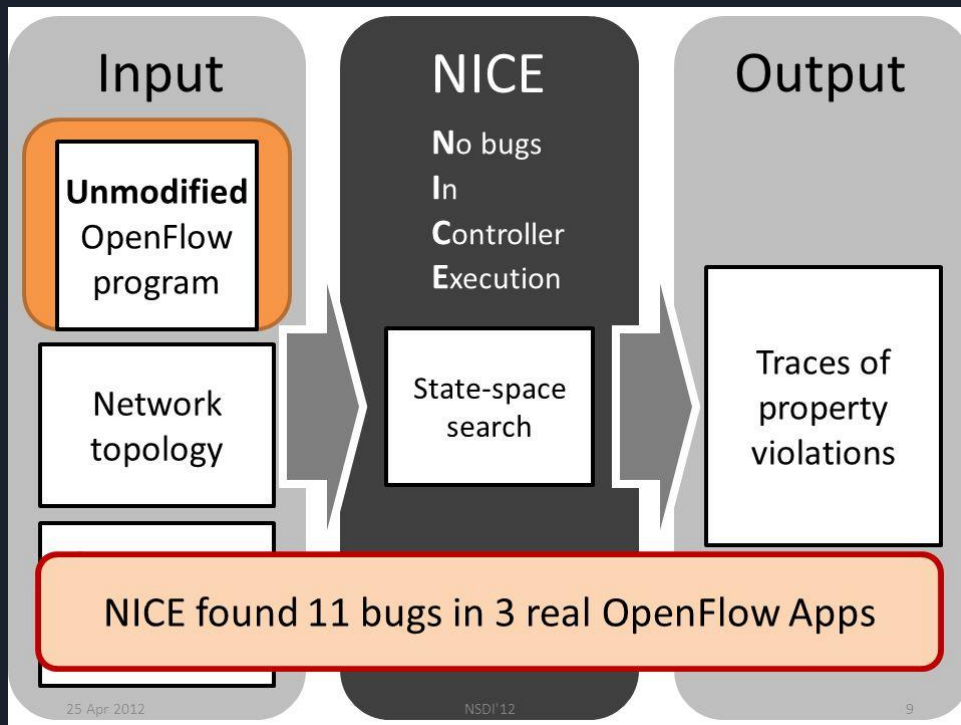 Input
Unmodified
OpenFlow
program
Network
topology
NICE
No bugs
In
Controller
Execution
State-space
search
Output
Traces of
property
violations
NICE found 11 bugs in 3 real OpenFlow Apps
25 Apr 2012
NSDI'12
9